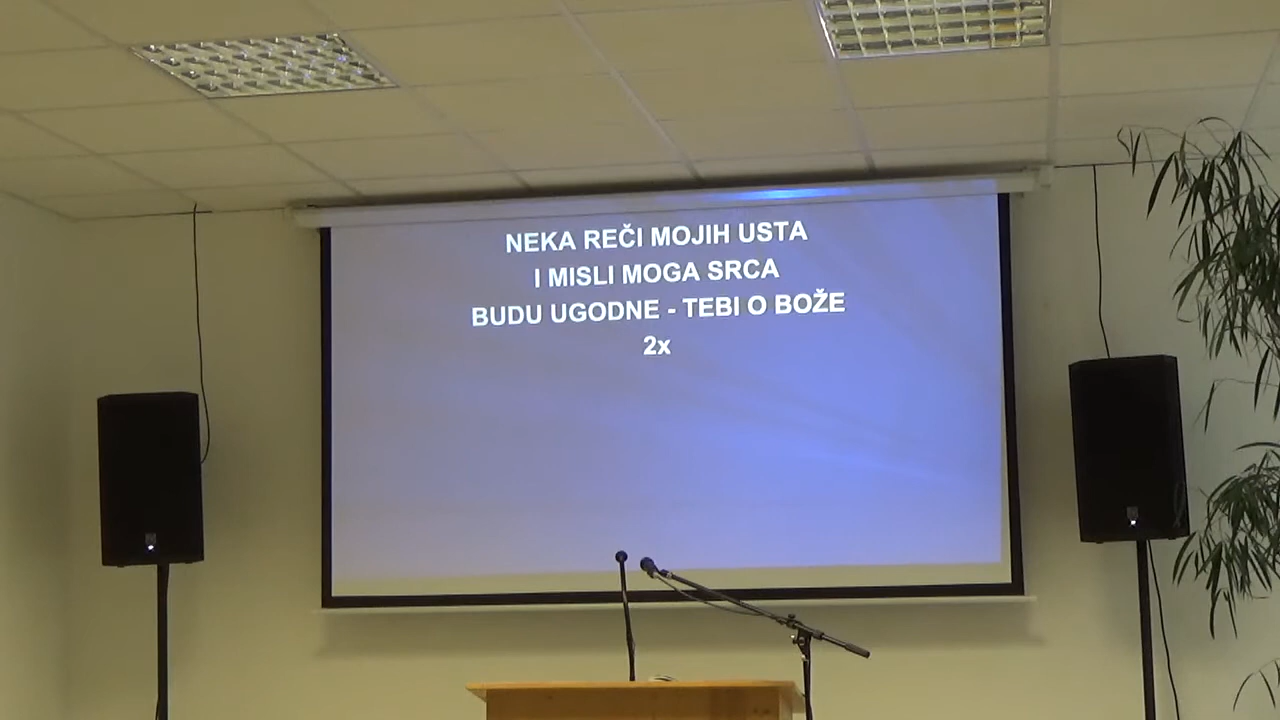 NEKA REČI MOJIH USTA
I MISLI MOGA SRCA
BUDU UGODNE - TEBI O BOŽE
2x